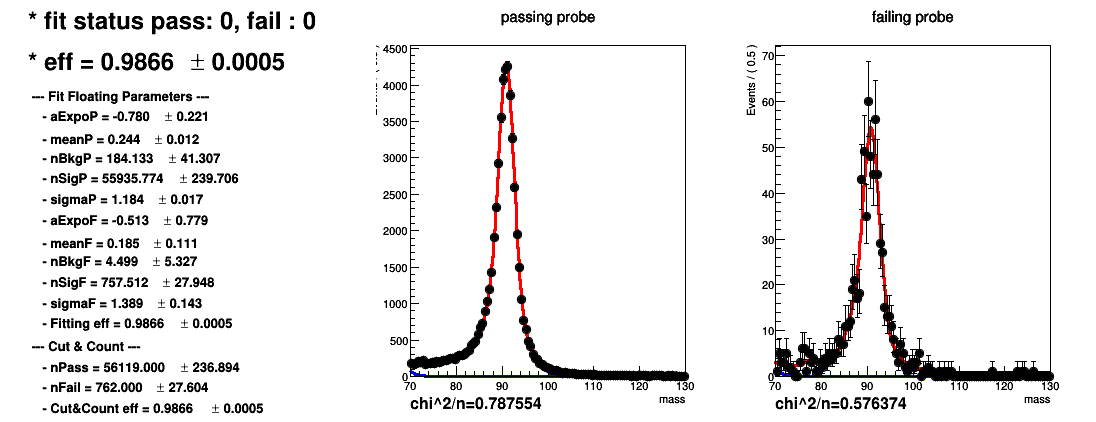 * fit status pass: 0, fail : 0
* eff = 0.9866 ± 0.0005
--- Fit Floating Parameters ---
- aExpoP = -0.780 ± 0.221
- meanP = 0.244 ± 0.012
- nBkgP = 184.133 ± 41.307
- nSigP = 55935.774 ± 239.706
- sigmaP = 1.184 ± 0.017
- aExpoF = -0.513 ± 0.779
- meanF = 0.185 ± 0.111
- nBkgF = 4.499 ± 5.327
- nSigF = 757.512 ± 27.948
- sigmaF = 1.389 ± 0.143
- Fitting eff = 0.9866 ± 0.0005
--- Cut & Count ---
- nPass = 56119.000 ± 236.894
- nFail = 762.000 ± 27.604
- Cut&Count eff = 0.9866 ± 0.0005
passing probe
4500
4000
3500
3000
2500
2000
1500
1000
500
0
70 80 90 100 110 120 130
mass
chi^2/n=0.787554
failing probe
Events / ( 0.5 )
70
60
50
40
30
20
10
0
70 80 90 100 110 120 130
mass
chi^2/n=0.576374